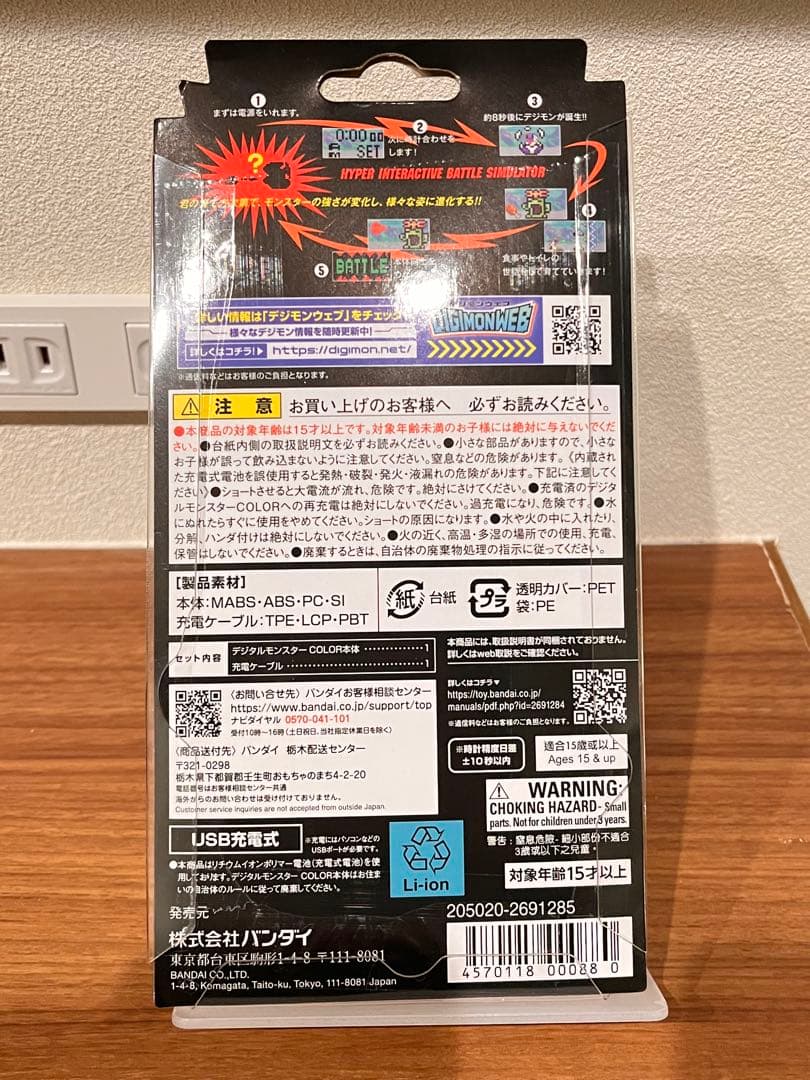 ❶
まずは電源をいれます。
❷
0:00 00
SET
次に時計合わせを
します!
❸
約8秒後にデジモンが誕生!!
?
HYPER INTERACTIVE BATTLE SIMULATOR
モンスターの強さが変化し、様々な姿に進化する!!
❹
食事やトイレの
世話をして育てていきます!
❺
BATTLE
詳しい情報は「デジモンウェブ」をチェック
様々なデジモン情報を随時更新中!
詳しくはコチラ!▶ https://digimon.net/
デジモンウェブ
DIGIMONWEB
※通信料などはお客様のご負担となります。
⚠ 注 意 お買い上げのお客様へ 必ずお読みください。
●本商品の対象年齢は15才以上です。対象年齢未満のお子様には絶対に与えないでくだ
さい。●台紙内側の取扱説明文を必ずお読みください。●小さな部品がありますので、小さな
お子様が誤って飲み込まないように注意してください。窒息などの危険があります。《内蔵され
た充電式電池を誤使用すると発熱・破裂・発火・液漏れの危険があります。下記に注意してく
ださい》●ショートさせると大電流が流れ、危険です。絶対にさけてください。●充電済のデジタ
ルモンスターCOLORへの再充電は絶対にしないでください。過充電になり、危険です。●水
にぬれたらすぐに使用をやめてください。ショートの原因になります。●水や火の中に入れたり、
分解、ハンダ付けは絶対にしないでください。●火の近く、高温・多湿の場所での使用、充電、
保管はしないでください。●廃棄するときは、自治体の廃棄物処理の指示に従ってください。
【製品素材】
本体:MABS・ABS・PC・SI
充電ケーブル:TPE・LCP・PBT
紙 台紙
プラ 透明カバー:PET
袋:PE
セット内容
デジタルモンスター COLOR本体 ・・・・・・・・・・・・・1
充電ケーブル ・・・・・・・・・・・・・・・・・・・・・・・・1
本商品には、取扱説明書が同梱されておりません。
詳しくはweb取説をご確認ください。
〈お問い合せ先〉バンダイお客様相談センター
https://www.bandai.co.jp/support/top
ナビダイヤル 0570-041-101
受付10時〜16時(土日祝日、当社指定休業日を除く)
〈商品送付先〉バンダイ 栃木配送センター
〒321-0298
栃木県下都賀郡壬生町おもちゃのまち4-2-20
電話番号はお客様相談センター共通
海外からのお問い合わせは受け付けておりません。
Customer service inquiries are not accepted from outside Japan.
詳しくはコチラ▼
https://toy.bandai.co.jp/
manuals/pdf.php?id=2691284
※通信料などはお客様のご負担となります。
※時計精度日差
±10秒以内
適合15歲或以上
Ages 15 & up
⚠ WARNING:
CHOKING HAZARD- Small
parts. Not for children under 3 years.
警告:窒息危險-細小部份不適合
3歲或以下之兒童。
対象年齢15才以上
USB充電式
※充電にはパソコンなどの
USBポートが必要です。
●本商品はリチウムイオンポリマー電池(充電式電池)を使
用しております。デジタルモンスター COLOR本体はお住ま
いの自治体のルールに従って廃棄してください。
Li-ion
発売元
株式会社バンダイ
東京都台東区駒形1-4-8 〒111-8081
BANDAI CO.,LTD.
1-4-8, Komagata, Taito-ku, Tokyo, 111-8081 Japan
205020-2691285
4570118 00088 0